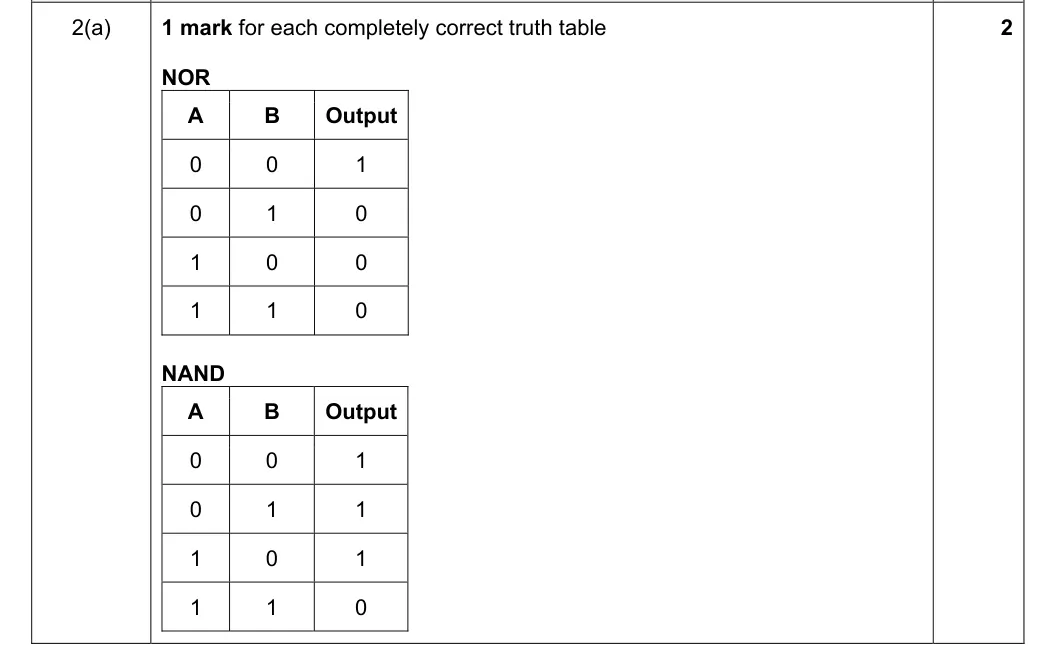 2(a) 1 mark for each completely correct truth table 2
NOR
A B Output
0 0 1
0 1 0
1 0 0
1 1 0
NAND
A B Output
0 0 1
0 1 1
1 0 1
1 1 0